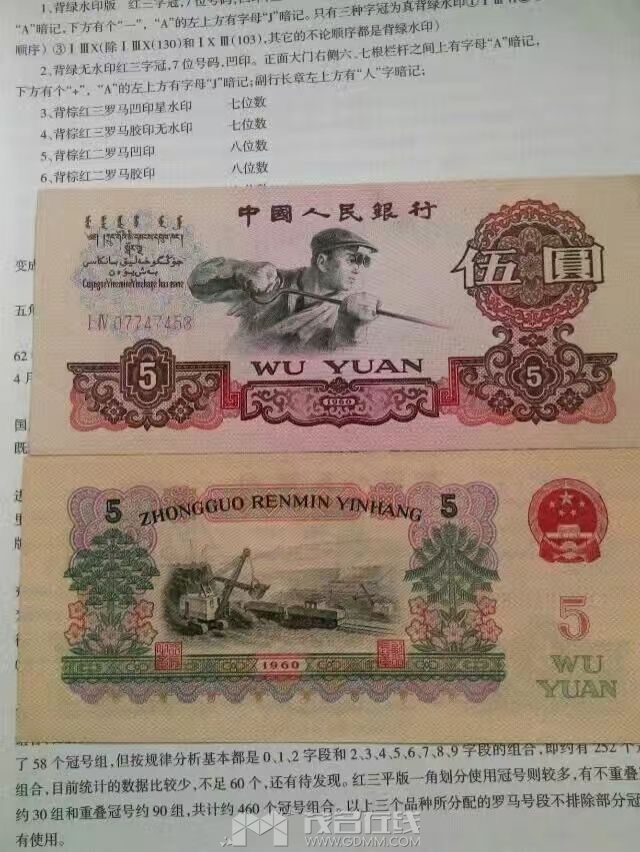 1.背绿水印版 红三字冠,7位号码,凹印
“A”暗记,下方有个“一”,“A”的左上方有字母“J”暗记。只有三种字冠为真背绿水印①
顺序) ③ⅠⅢⅩ(除ⅠⅢⅩ(130)和ⅠⅩⅢ(103),其它的不论顺序都是背绿水印)
2.背绿无水印红三字冠,7位号码,凹印。正面大门右侧六、七根栏杆之间上有字母“A”暗记,
下方有个“+”,“A”的左上方有字母“J”暗记;副行长章左上方有“人”字暗记;
3、背棕红三罗马凹印星水印 七位数
4、背棕红三罗马胶印无水印 七位数
5、背棕红二罗马凹印 八位数
6、背棕红二罗马胶印 八位数
变成
五角
62
4月
国
既
中國人民銀行
伍圓
ⅠⅣ 07747458
5
WU YUAN
5
1960
5
ZHONGGUO RENMIN YINHANG
5
5
WU
YUAN
1960
版
了58个冠号组,但按规律分析基本都是0、1、2字段和2、3、4、5、6、7、8、9字段的组合,即约有252个
组合,目前统计的数据比较少,不足60个,还有待发现。红三平版一角划分使用冠号则较多,有不重叠
约30组和重叠冠号约90组,共计约460个冠号组合。以上三个品种所分配的罗马号段不排除部分冠
有使用。
茂名在线
WWW.GDMM.COM